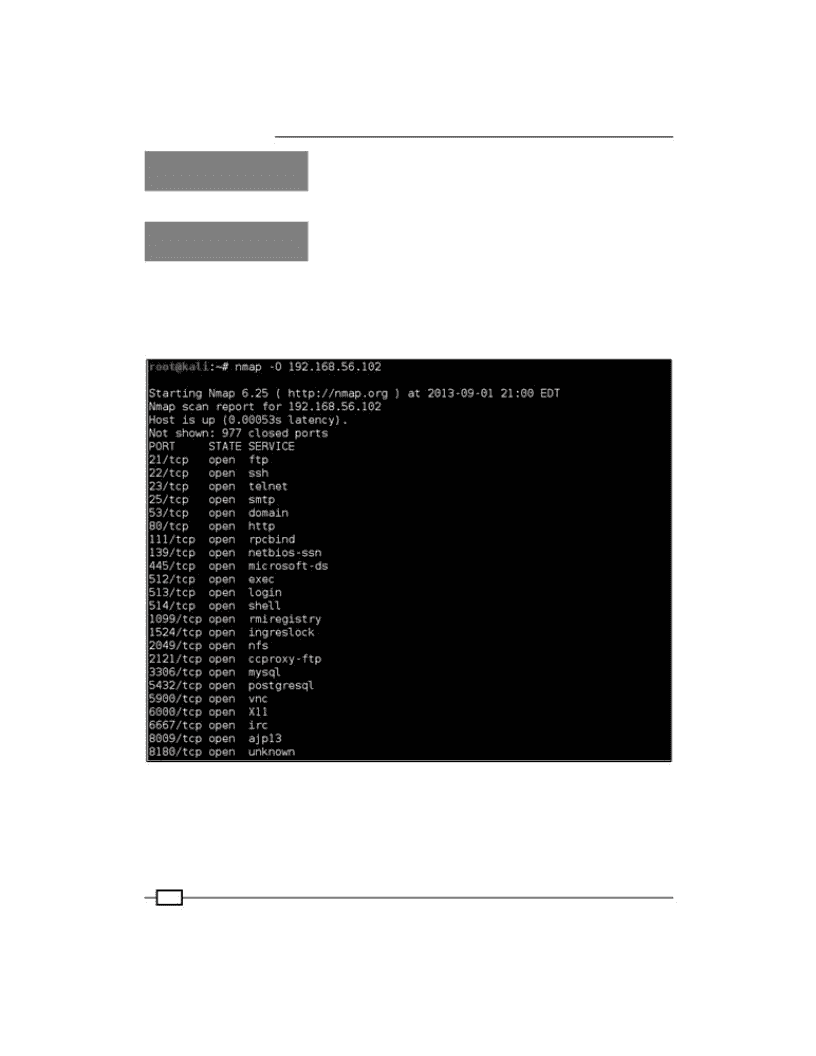 root@kali:~# nmap -O 192.168.56.102
Starting Nmap 6.25 ( http://nmap.org ) at 2013-09-01 21:00 EDT
Nmap scan report for 192.168.56.102
Host is up (0.00053s latency).
Not shown: 977 closed ports
PORT STATE SERVICE
21/tcp open ftp
22/tcp open ssh
23/tcp open telnet
25/tcp open smtp
53/tcp open domain
80/tcp open http
111/tcp open rpcbind
139/tcp open netbios-ssn
445/tcp open microsoft-ds
512/tcp open exec
513/tcp open login
514/tcp open shell
1099/tcp open rmiregistry
1524/tcp open ingreslock
2049/tcp open nfs
2121/tcp open ccproxy-ftp
3306/tcp open mysql
5432/tcp open postgresql
5900/tcp open vnc
6000/tcp open X11
6667/tcp open irc
8009/tcp open ajp13
8180/tcp open unknown